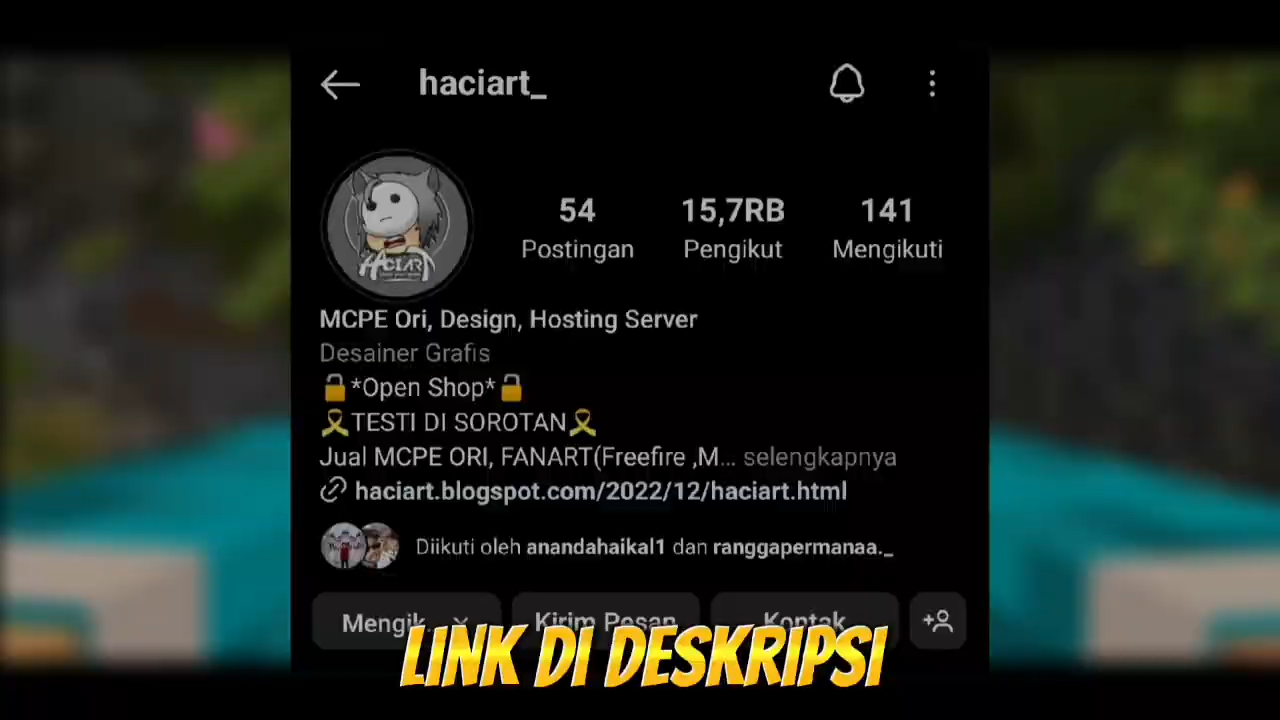 haciart_
HACIART
54
15,7RB
141
Postingan
Pengikut
Mengikuti
MCPE Ori, Design, Hosting Server
Desainer Grafis
🔓*Open Shop*🔓
🎗TESTI DI SOROTAN🎗
Jual MCPE ORI, FANART(Freefire ,M... selengkapnya
haciart.blogspot.com/2022/12/haciart.html
Diikuti oleh anandahaikal1 dan ranggapermanaa._
Mengik...
Kirim Pesan
Kontak
LINK DI DESKRIPSI